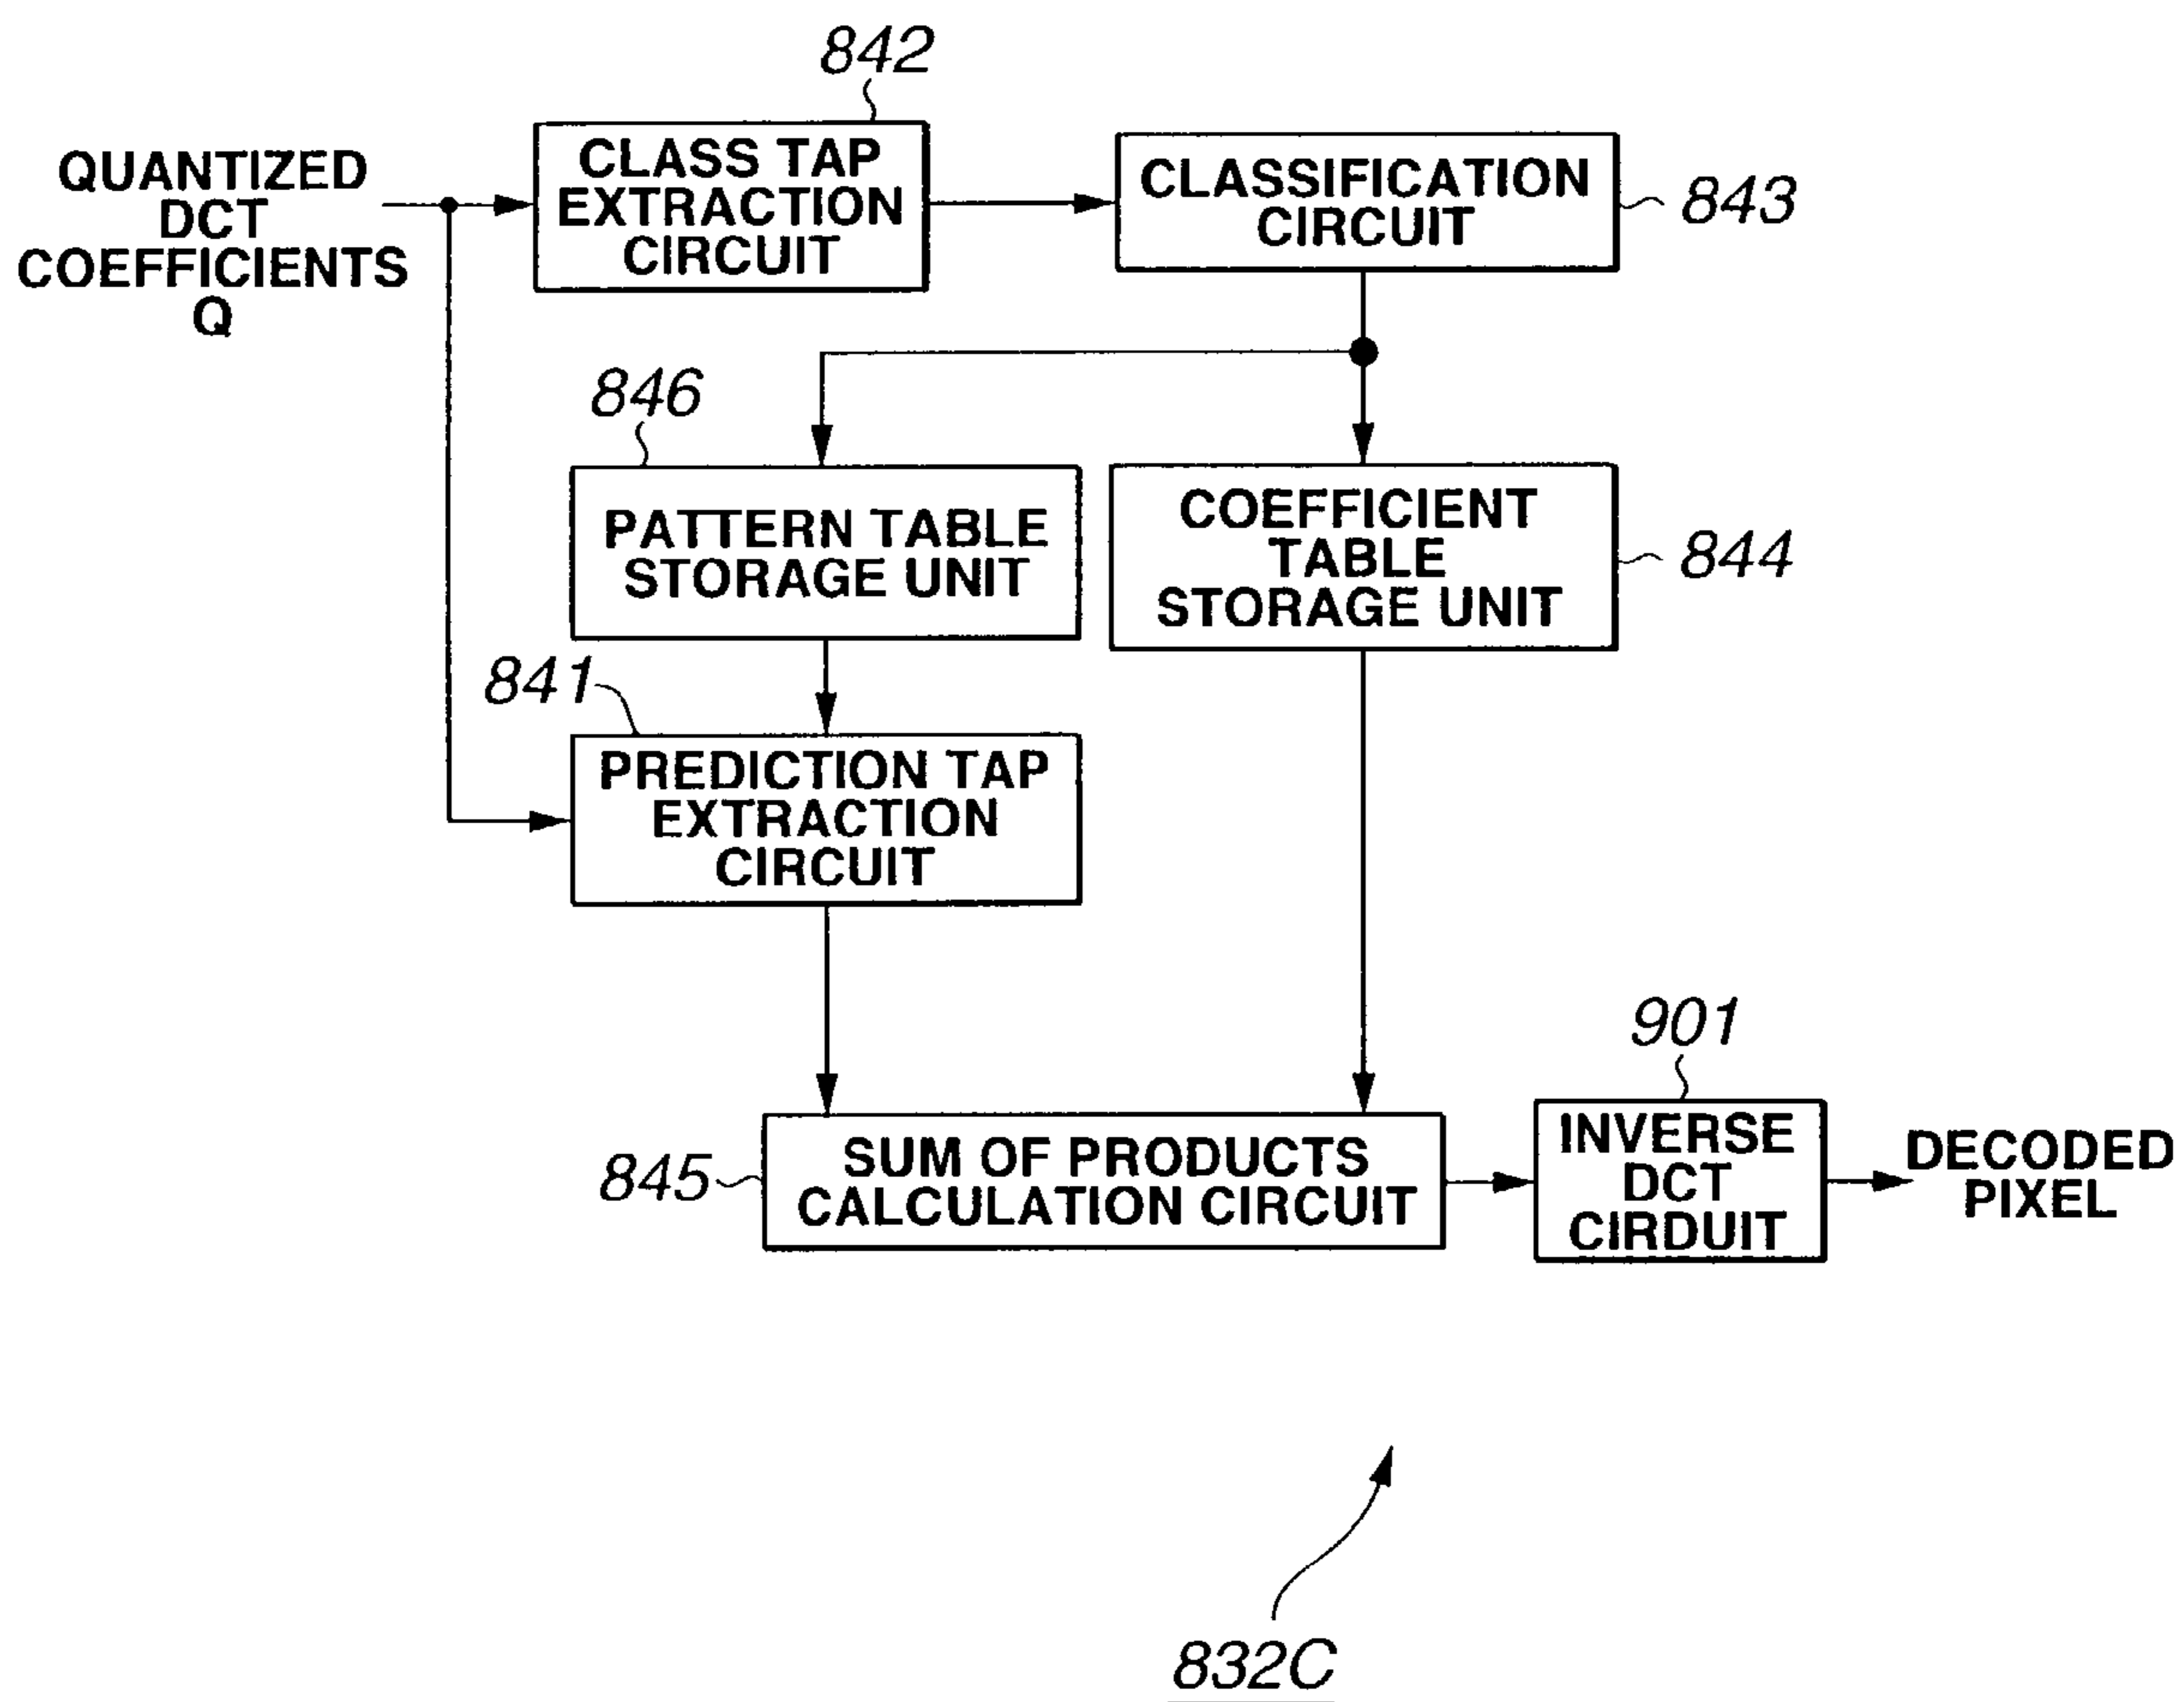 842
QUANTIZED
DCT
COEFFICIENTS
Q
CLASS TAP
EXTRACTION
CIRCUIT
CLASSIFICATION
CIRCUIT
843
846
PATTERN TABLE
STORAGE UNIT
COEFFICIENT
TABLE
STORAGE UNIT
844
841
PREDICTION TAP
EXTRACTION
CIRCUIT
845
SUM OF PRODUCTS
CALCULATION CIRCUIT
901
INVERSE
DCT
CIRDUIT
DECODED
PIXEL
832C